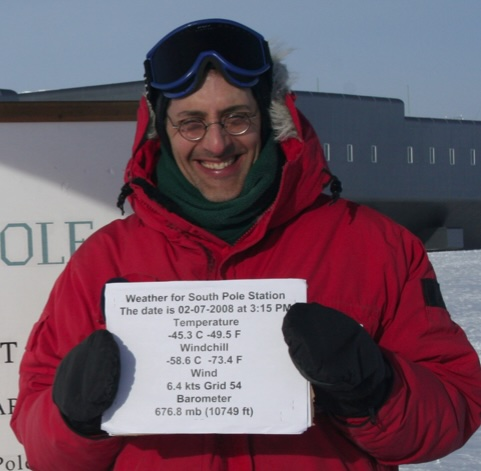 OLE
T
Weather for South Pole Station
The date is 02-07-2008 at 3:15 PM
Temperature
-45.3 C -49.5 F
Windchill
-58.6 C -73.4 F
Wind
6.4 kts Grid 54
Barometer
676.8 mb (10749 ft)
Pole